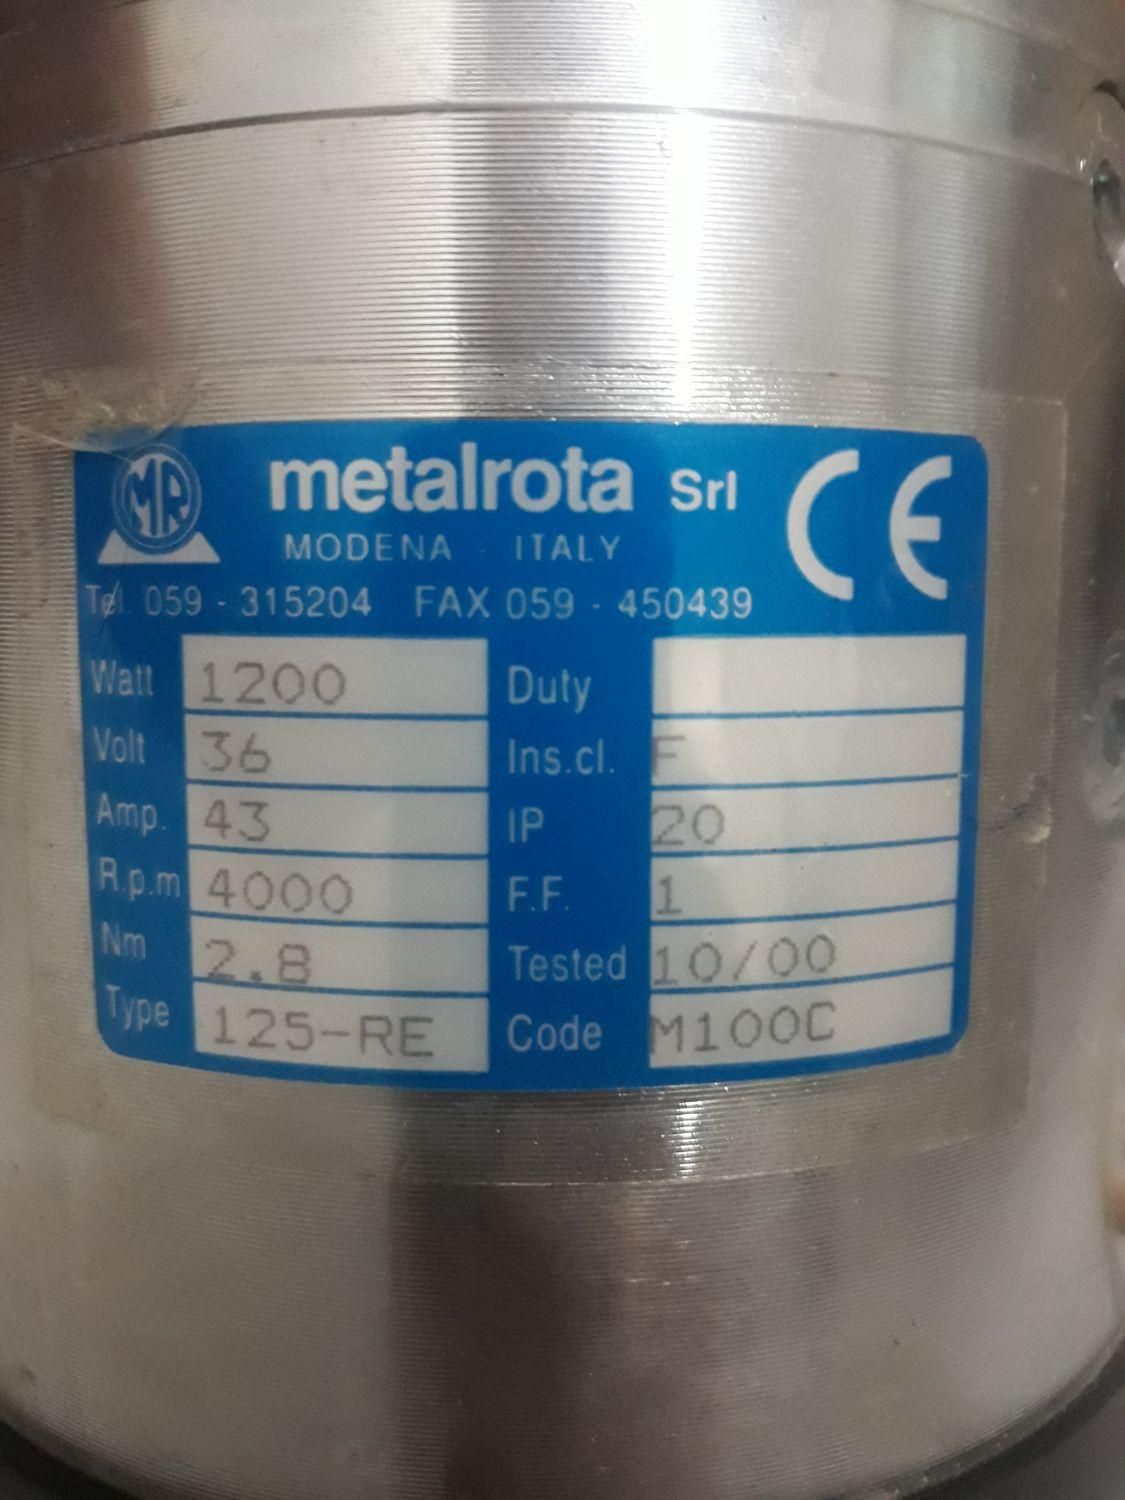 MR metalrota Srl CE
MODENA - ITALY
Tel. 059 - 315204 FAX 059 - 450439
Watt 1200 Duty
Volt 36 Ins.cl. F
Amp. 43 IP 20
R.p.m 4000 F.F. 1
Nm 2.8 Tested 10/00
Type 125-RE Code M100C